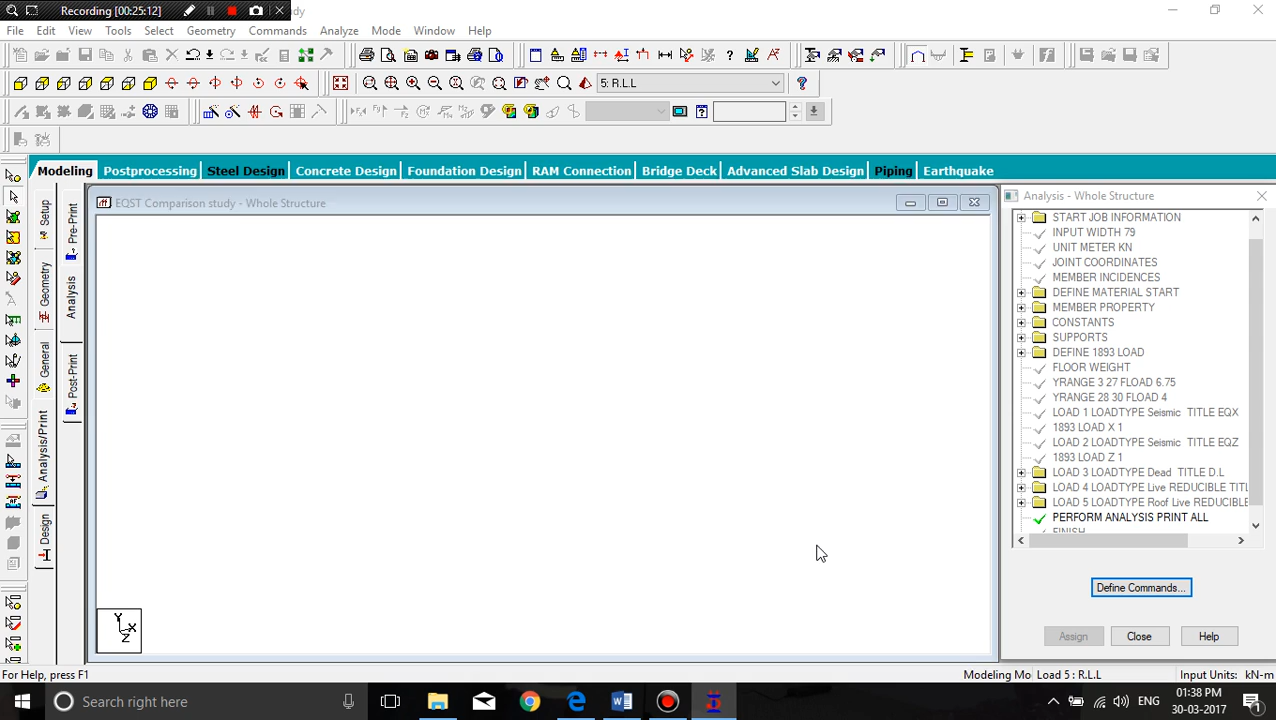 Recording [00:25:12]
dy
File Edit View Tools Select Geometry Commands Analyze Mode Window Help
5: R.L.L
Modeling Postprocessing Steel Design Concrete Design Foundation Design RAM Connection Bridge Deck Advanced Slab Design Piping Earthquake
Setup
Geometry
General
Analysis/Print
Design
Pre-Print
Analysis
Post-Print
EQST Comparison study - Whole Structure
Y
X
Z
Analysis - Whole Structure
START JOB INFORMATION
INPUT WIDTH 79
UNIT METER KN
JOINT COORDINATES
MEMBER INCIDENCES
DEFINE MATERIAL START
MEMBER PROPERTY
CONSTANTS
SUPPORTS
DEFINE 1893 LOAD
FLOOR WEIGHT
YRANGE 3 27 FLOAD 6.75
YRANGE 28 30 FLOAD 4
LOAD 1 LOADTYPE Seismic TITLE EQX
1893 LOAD X 1
LOAD 2 LOADTYPE Seismic TITLE EQZ
1893 LOAD Z 1
LOAD 3 LOADTYPE Dead TITLE D.L
LOAD 4 LOADTYPE Live REDUCIBLE TITL
LOAD 5 LOADTYPE Roof Live REDUCIBLE
PERFORM ANALYSIS PRINT ALL
FINISH
Define Commands...
Assign Close Help
For Help, press F1
Modeling Mo Load 5 : R.L.L Input Units: kN-m
Search right here
ENG
01:38 PM
30-03-2017